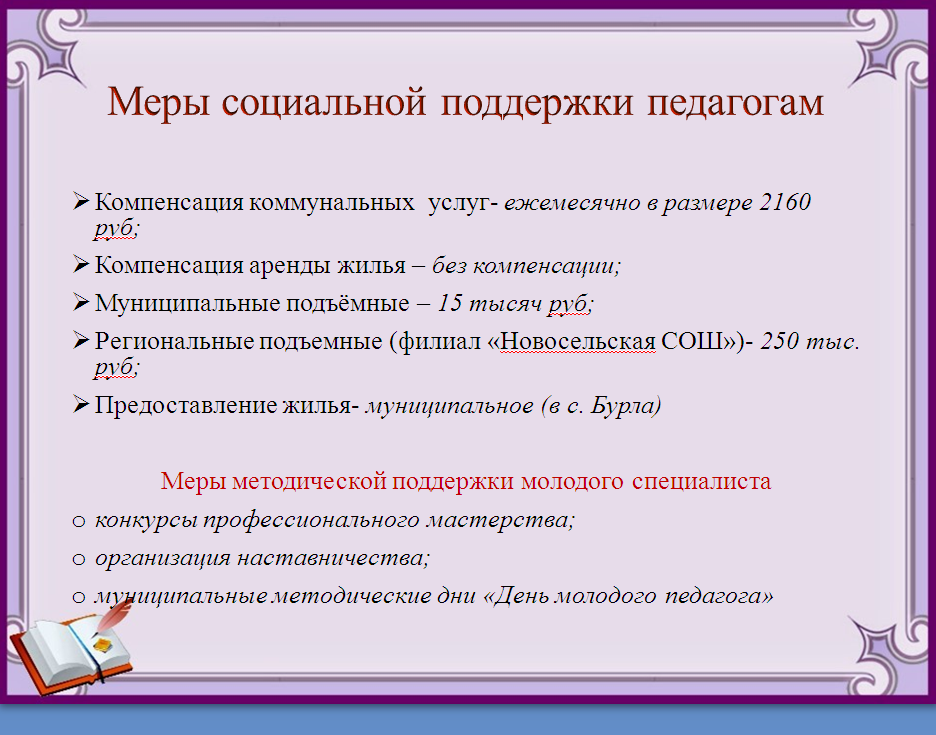 Меры социальной поддержки педагогам
Компенсация коммунальных услуг- ежемесячно в размере 2160
руб;
Компенсация аренды жилья – без компенсации;
Муниципальные подъёмные – 15 тысяч руб;
Региональные подъемные (филиал «Новосельская СОШ»)- 250 тыс.
руб;
Предоставление жилья- муниципальное (в с. Бурла)
Меры методической поддержки молодого специалиста
конкурсы профессионального мастерства;
организация наставничества;
муниципальные методические дни «День молодого педагога»